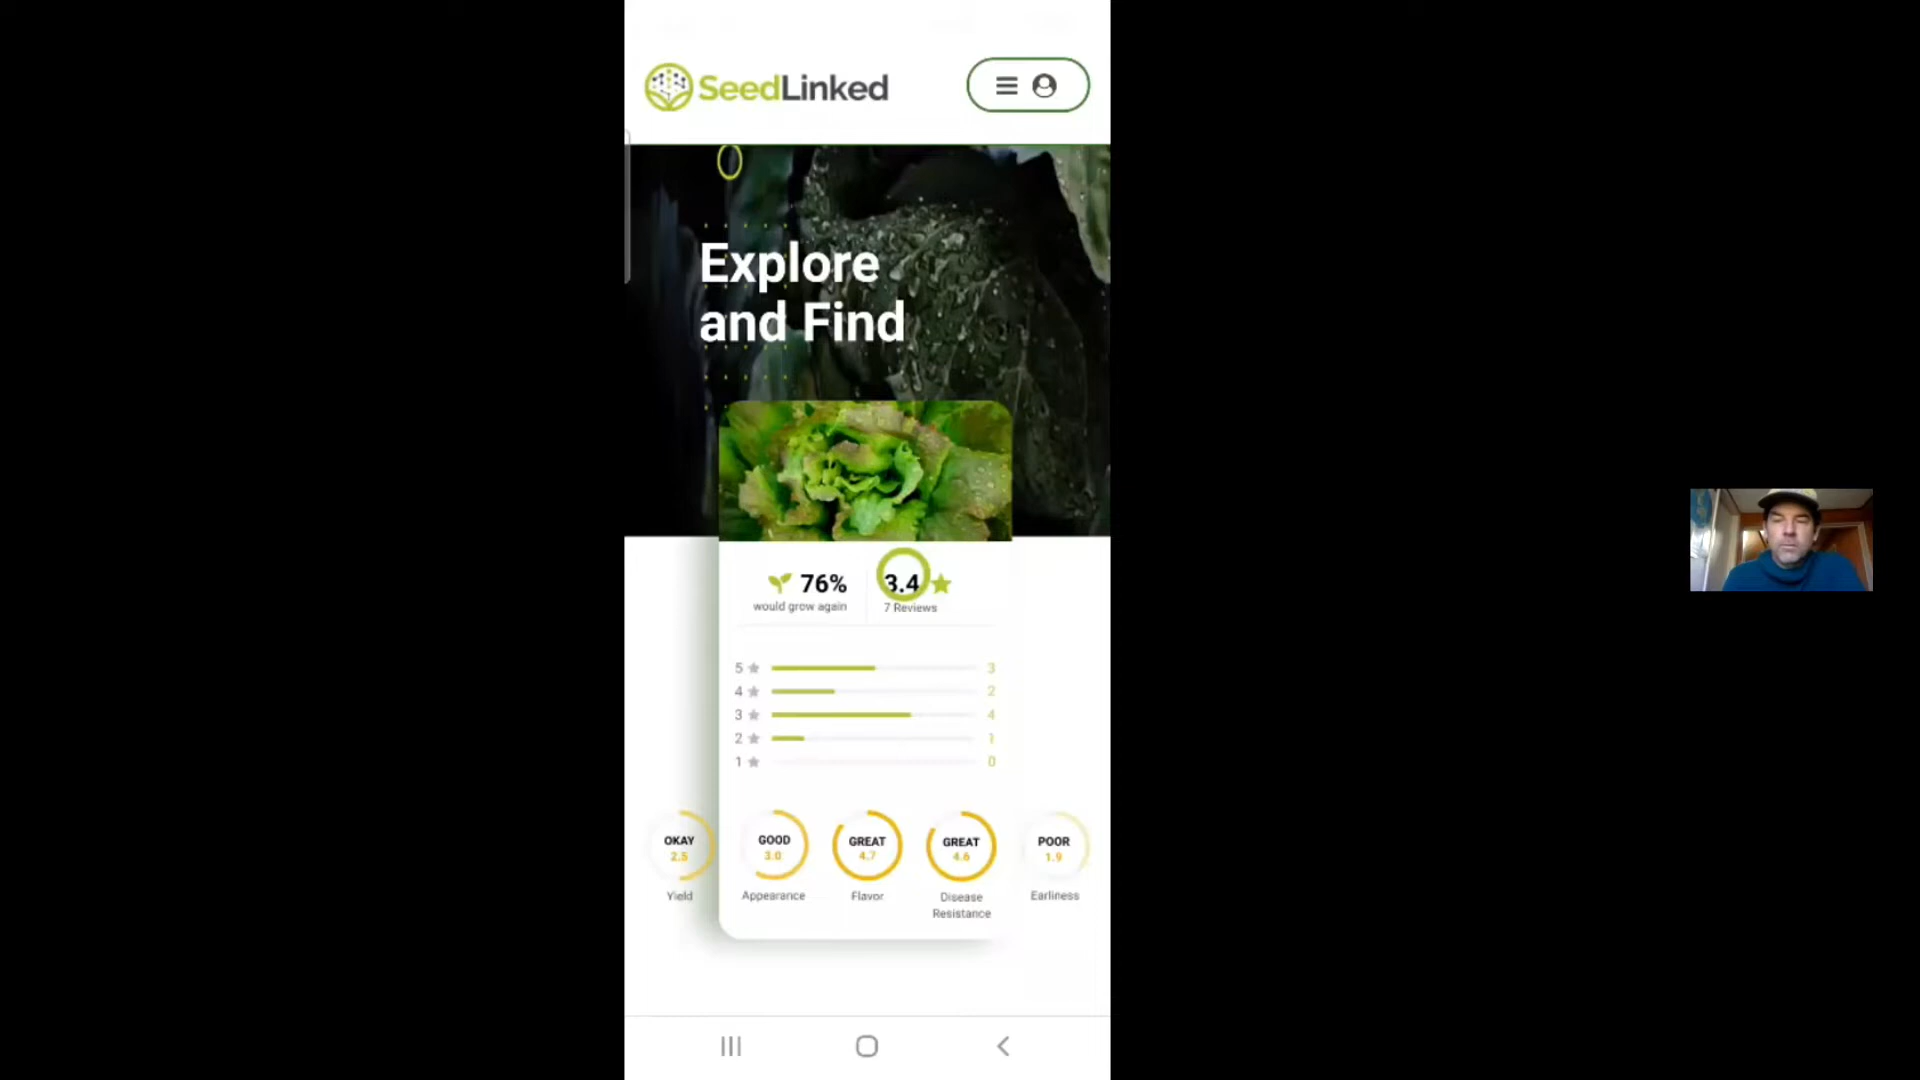 SeedLinked
Explore
and Find
76%
would grow again
3.4
7 Reviews
5 3
4 2
3 4
2 1
1 0
OKAY
2.5
Yield
GOOD
3.0
Appearance
GREAT
4.7
Flavor
GREAT
4.6
Disease
Resistance
POOR
1.9
Earliness